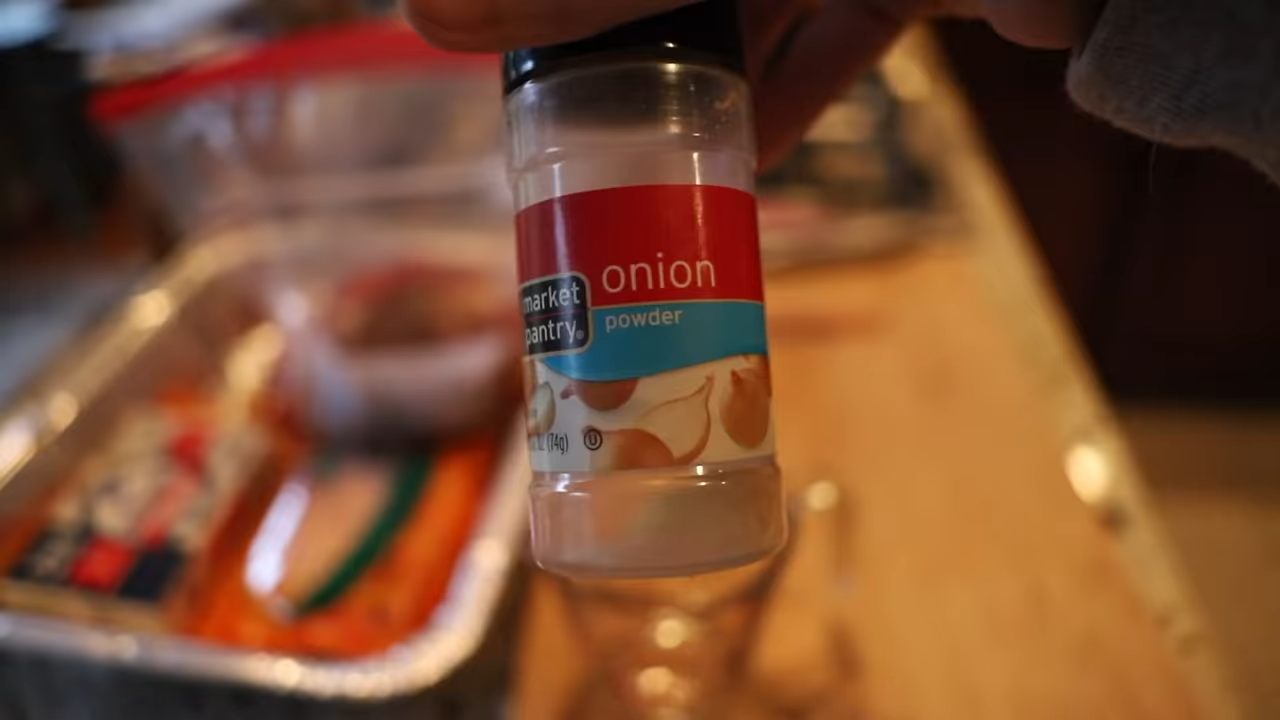 onion
market
pantry®
powder
(74g)
U